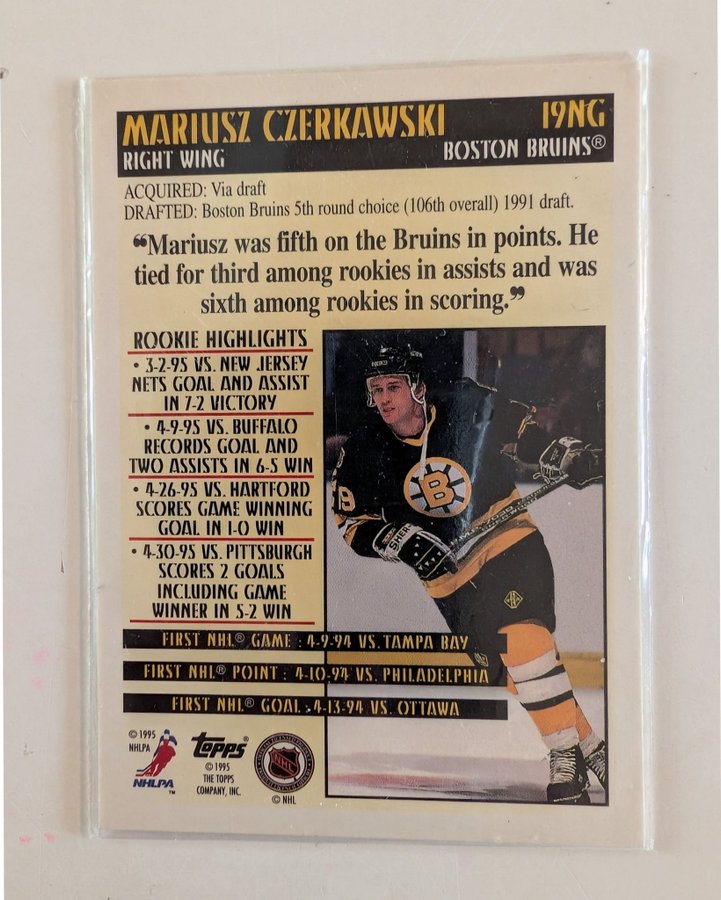 MARIUSZ CZERKAWSKI 19NG
RIGHT WING BOSTON BRUINS®
ACQUIRED: Via draft
DRAFTED: Boston Bruins 5th round choice (106th overall) 1991 draft.
“Mariusz was fifth on the Bruins in points. He
tied for third among rookies in assists and was
sixth among rookies in scoring.”
ROOKIE HIGHLIGHTS
• 3-2-95 VS. NEW JERSEY
NETS GOAL AND ASSIST
IN 7-2 VICTORY
• 4-9-95 VS. BUFFALO
RECORDS GOAL AND
TWO ASSISTS IN 6-5 WIN
• 4-26-95 VS. HARTFORD
SCORES GAME WINNING
GOAL IN 1-0 WIN
• 4-30-95 VS. PITTSBURGH
SCORES 2 GOALS
INCLUDING GAME
WINNER IN 5-2 WIN
B
19
SHER
FIRST NHL® GAME : 4-9-94 VS. TAMPA BAY
FIRST NHL® POINT : 4-10-94 VS. PHILADELPHIA
FIRST NHL® GOAL : 4-13-94 VS. OTTAWA
© 1995
NHLPA
NHLPA™
TOPPS®
© 1995
THE TOPPS
COMPANY, INC.
NHL
© NHL